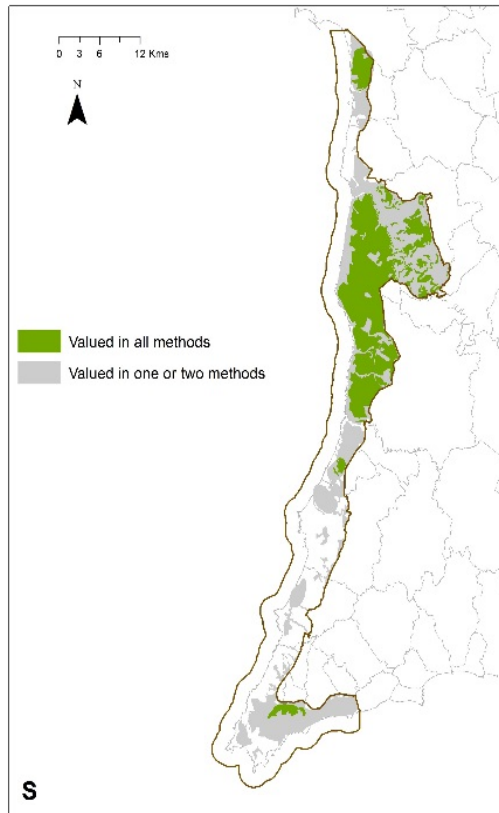 0 3 6 12 Kms
N
Valued in all methods
Valued in one or two methods
S